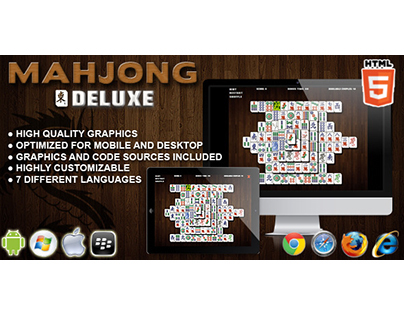 MAHJONG
DELUXE
HTML
5
● HIGH QUALITY GRAPHICS
● OPTIMIZED FOR MOBILE AND DESKTOP
● GRAPHICS AND CODE SOURCES INCLUDED
● HIGHLY CUSTOMIZABLE
● 7 DIFFERENT LANGUAGES